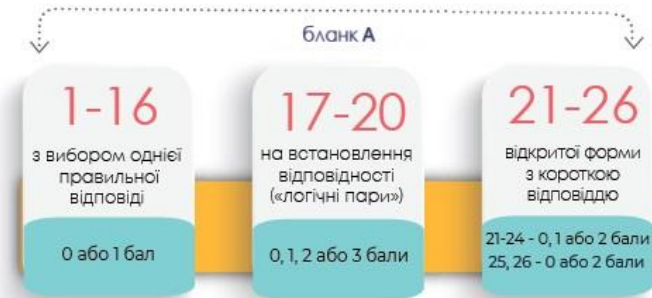 бланк А
1-16
з вибором однієї
правильної
відповіді
0 або 1 бал
17-20
на встановлення
відповідності
(«логічні пари»)
0, 1, 2 або 3 бали
21-26
відкритої форми
з короткою
відповіддю
21-24 - 0, 1 або 2 бали
25, 26 - 0 або 2 бали